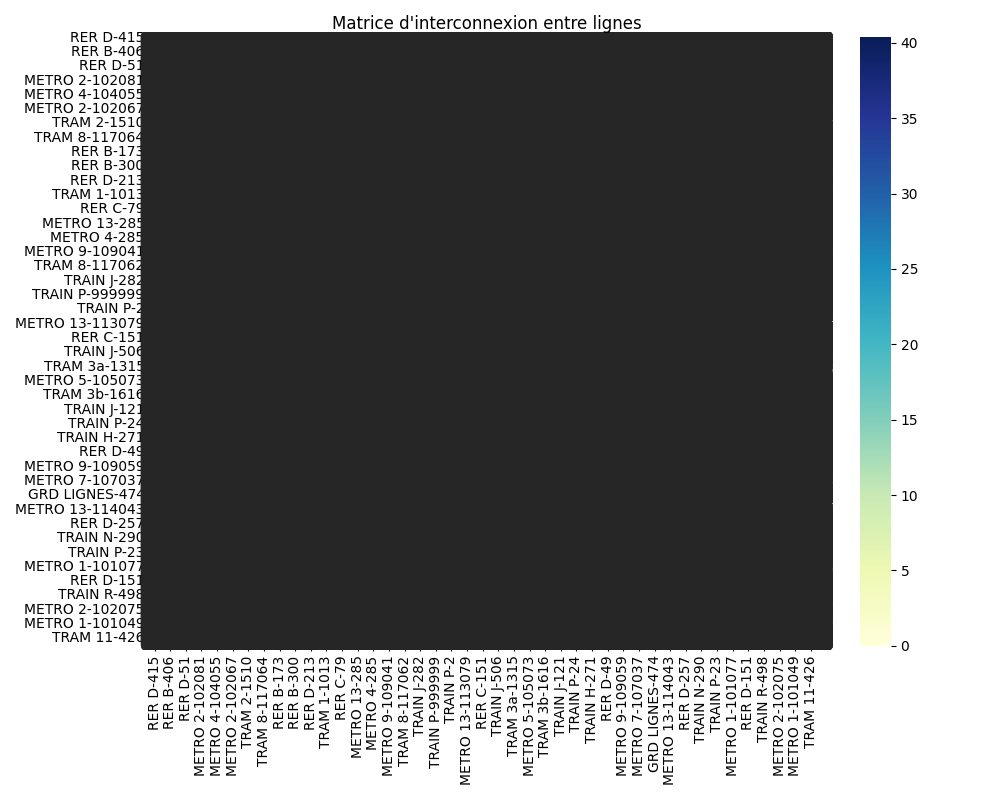 Matrice d'interconnexion entre lignes
RER D-415
RER B-406
RER D-51
METRO 2-102081
METRO 4-104055
METRO 2-102067
TRAM 2-1510
TRAM 8-117064
RER B-173
RER B-300
RER D-213
TRAM 1-1013
RER C-79
METRO 13-285
METRO 4-285
METRO 9-109041
TRAM 8-117062
TRAIN J-282
TRAIN P-999999
TRAIN P-2
METRO 13-113079
RER C-151
TRAIN J-506
TRAM 3a-1315
METRO 5-105073
TRAM 3b-1616
TRAIN J-121
TRAIN P-24
TRAIN H-271
RER D-49
METRO 9-109059
METRO 7-107037
GRD LIGNES-474
METRO 13-114043
RER D-257
TRAIN N-290
TRAIN P-23
METRO 1-101077
RER D-151
TRAIN R-498
METRO 2-102075
METRO 1-101049
TRAM 11-426
RER D-415
RER B-406
RER D-51
METRO 2-102081
METRO 4-104055
METRO 2-102067
TRAM 2-1510
TRAM 8-117064
RER B-173
RER B-300
RER D-213
TRAM 1-1013
RER C-79
METRO 13-285
METRO 4-285
METRO 9-109041
TRAM 8-117062
TRAIN J-282
TRAIN P-999999
TRAIN P-2
METRO 13-113079
RER C-151
TRAIN J-506
TRAM 3a-1315
METRO 5-105073
TRAM 3b-1616
TRAIN J-121
TRAIN P-24
TRAIN H-271
RER D-49
METRO 9-109059
METRO 7-107037
GRD LIGNES-474
METRO 13-114043
RER D-257
TRAIN N-290
TRAIN P-23
METRO 1-101077
RER D-151
TRAIN R-498
METRO 2-102075
METRO 1-101049
TRAM 11-426
40
35
30
25
20
15
10
5
0